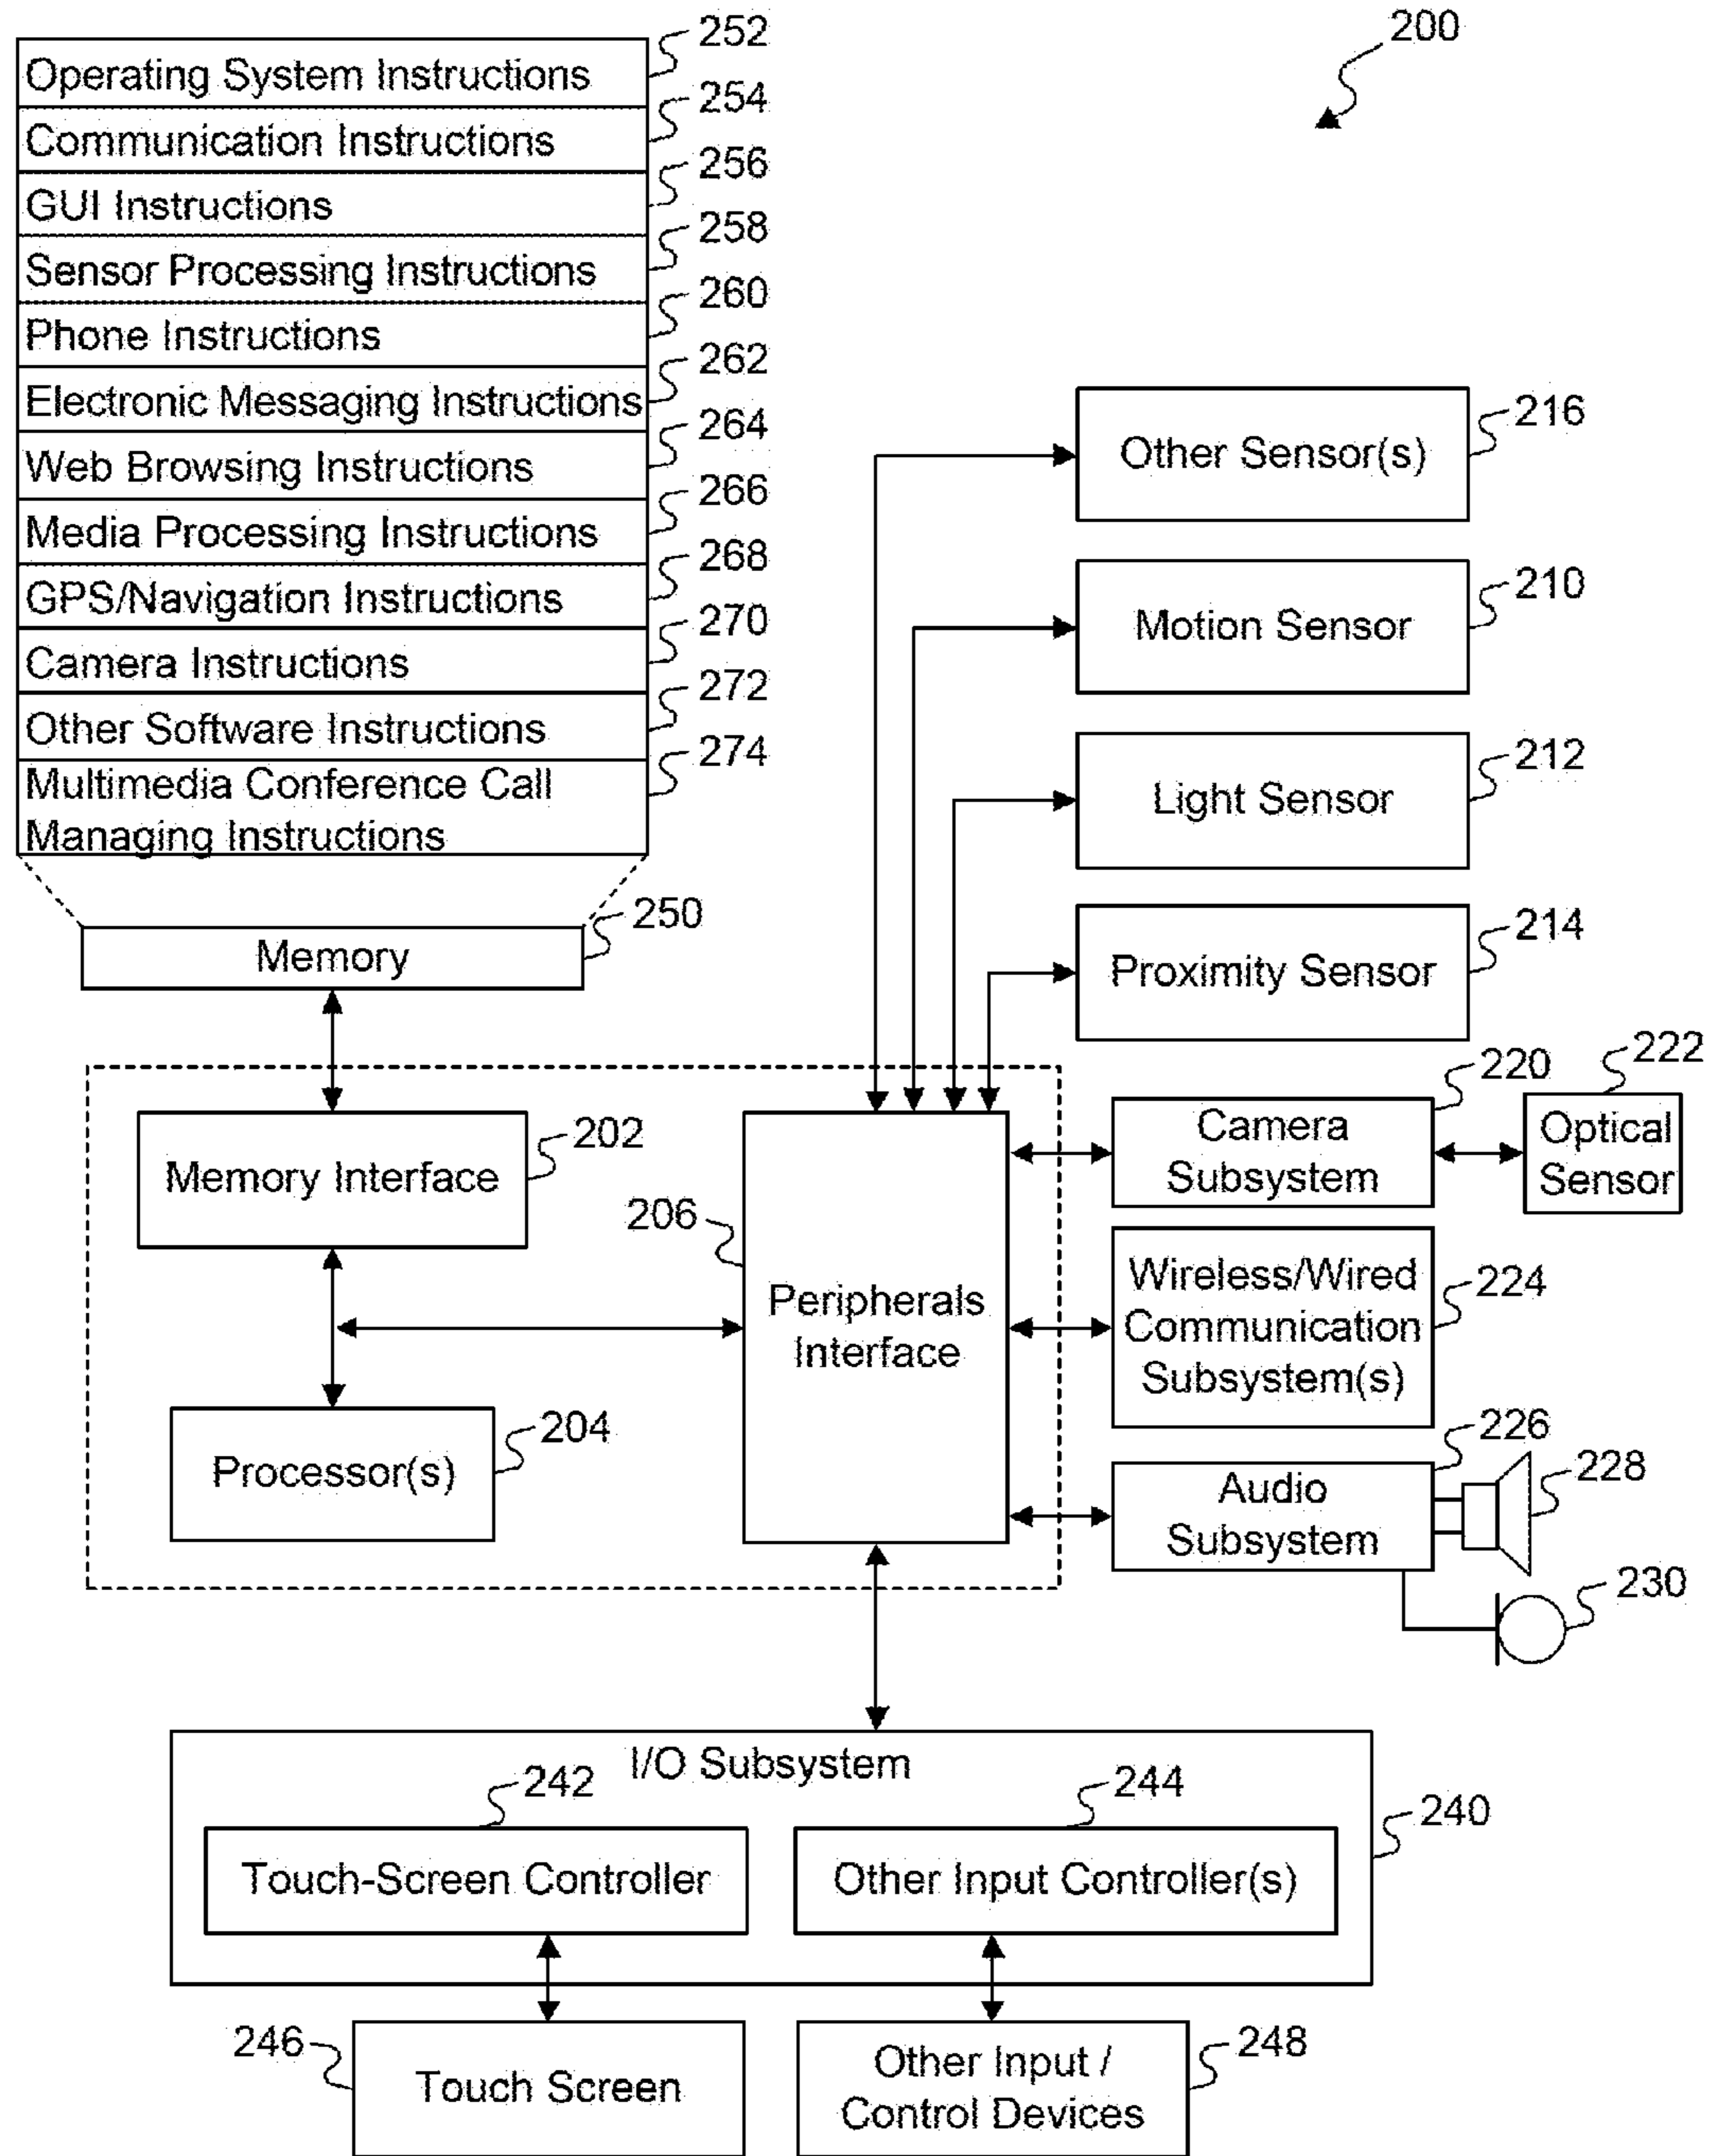 200
252
Operating System Instructions
254
Communication Instructions
256
GUI Instructions
258
Sensor Processing Instructions
260
Phone Instructions
262
Electronic Messaging Instructions
264
Web Browsing Instructions
266
Media Processing Instructions
268
GPS/Navigation Instructions
270
Camera Instructions
272
Other Software Instructions
274
Multimedia Conference Call
Managing Instructions
250
Memory
216
Other Sensor(s)
210
Motion Sensor
212
Light Sensor
214
Proximity Sensor
202
Memory Interface
206
Peripherals
Interface
204
Processor(s)
220
Camera
Subsystem
222
Optical
Sensor
224
Wireless/Wired
Communication
Subsystem(s)
226
Audio
Subsystem
228
230
I/O Subsystem
240
242
Touch-Screen Controller
244
Other Input Controller(s)
246
Touch Screen
248
Other Input /
Control Devices